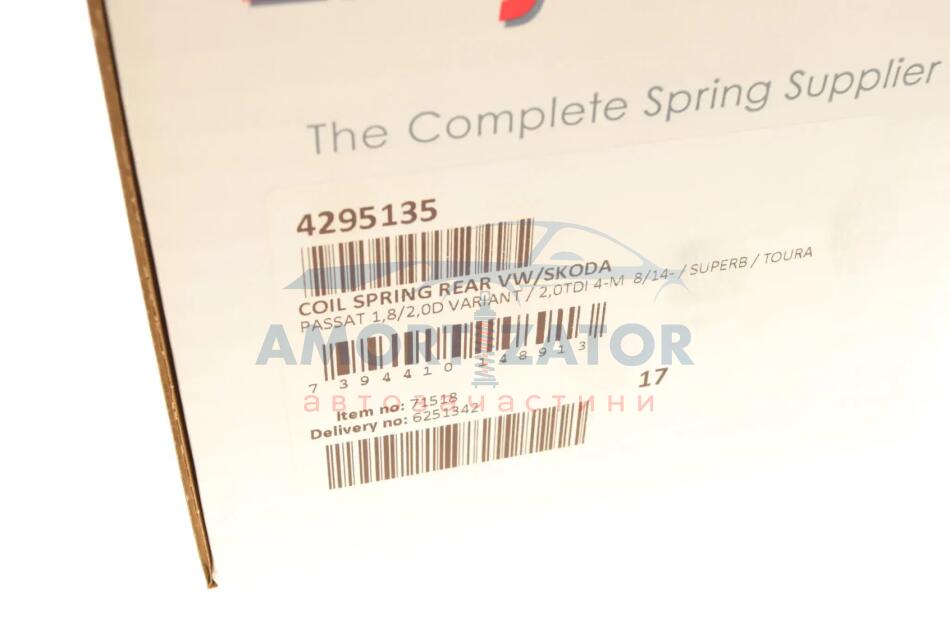 The Complete Spring Supplier
4295135
COIL SPRING REAR VW/SKODA
PASSAT 1,8/2,0D VARIANT / 2,0TDI 4-M 8/14- / SUPERB / TOURA
AMORTIZATOR
7 394410 148913
17
автозапчастини
Item no: 71518
Delivery no: 6251342